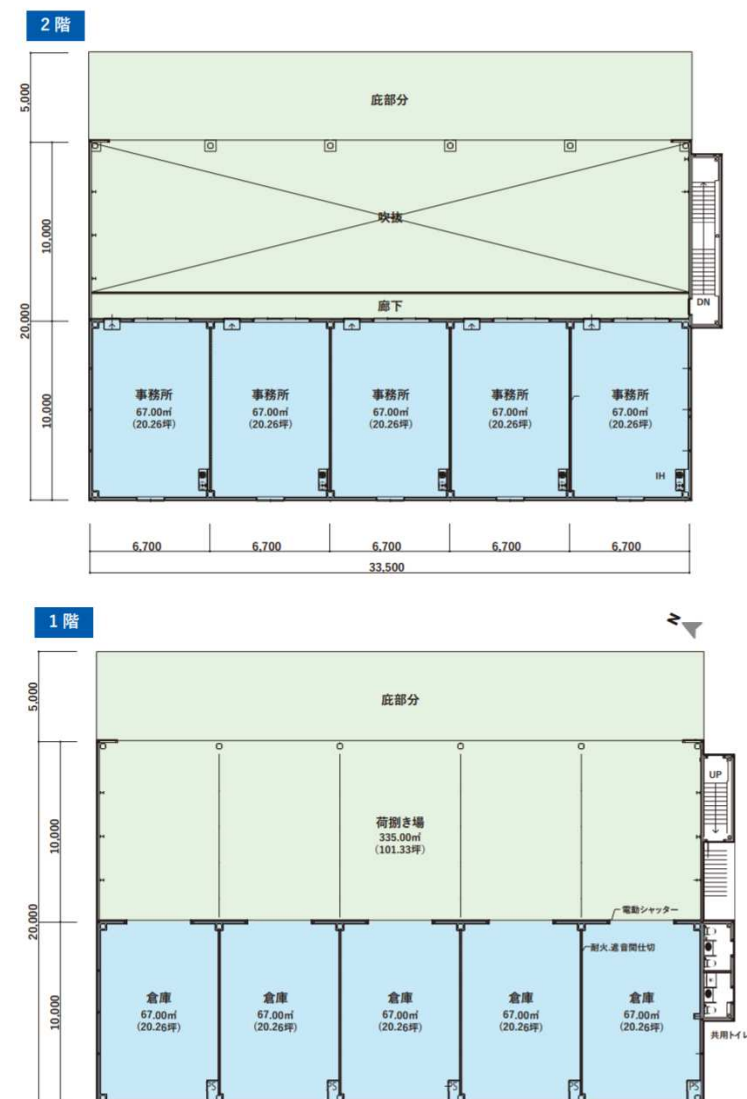 2 階
5,000
庇部分
10,000
吹抜
廊下
DN
20,000
10,000
事務所
67.00㎡
(20.26坪)
事務所
67.00㎡
(20.26坪)
事務所
67.00㎡
(20.26坪)
事務所
67.00㎡
(20.26坪)
事務所
67.00㎡
(20.26坪)
IH
6,700
6,700
6,700
6,700
6,700
33,500
1 階
N
5,000
庇部分
UP
10,000
荷捌き場
335.00㎡
(101.33坪)
20,000
電動シャッター
耐火.遮音間仕切
10,000
倉庫
67.00㎡
(20.26坪)
倉庫
67.00㎡
(20.26坪)
倉庫
67.00㎡
(20.26坪)
倉庫
67.00㎡
(20.26坪)
倉庫
67.00㎡
(20.26坪)
共用トイレ
PS
PS
PS
PS
PS